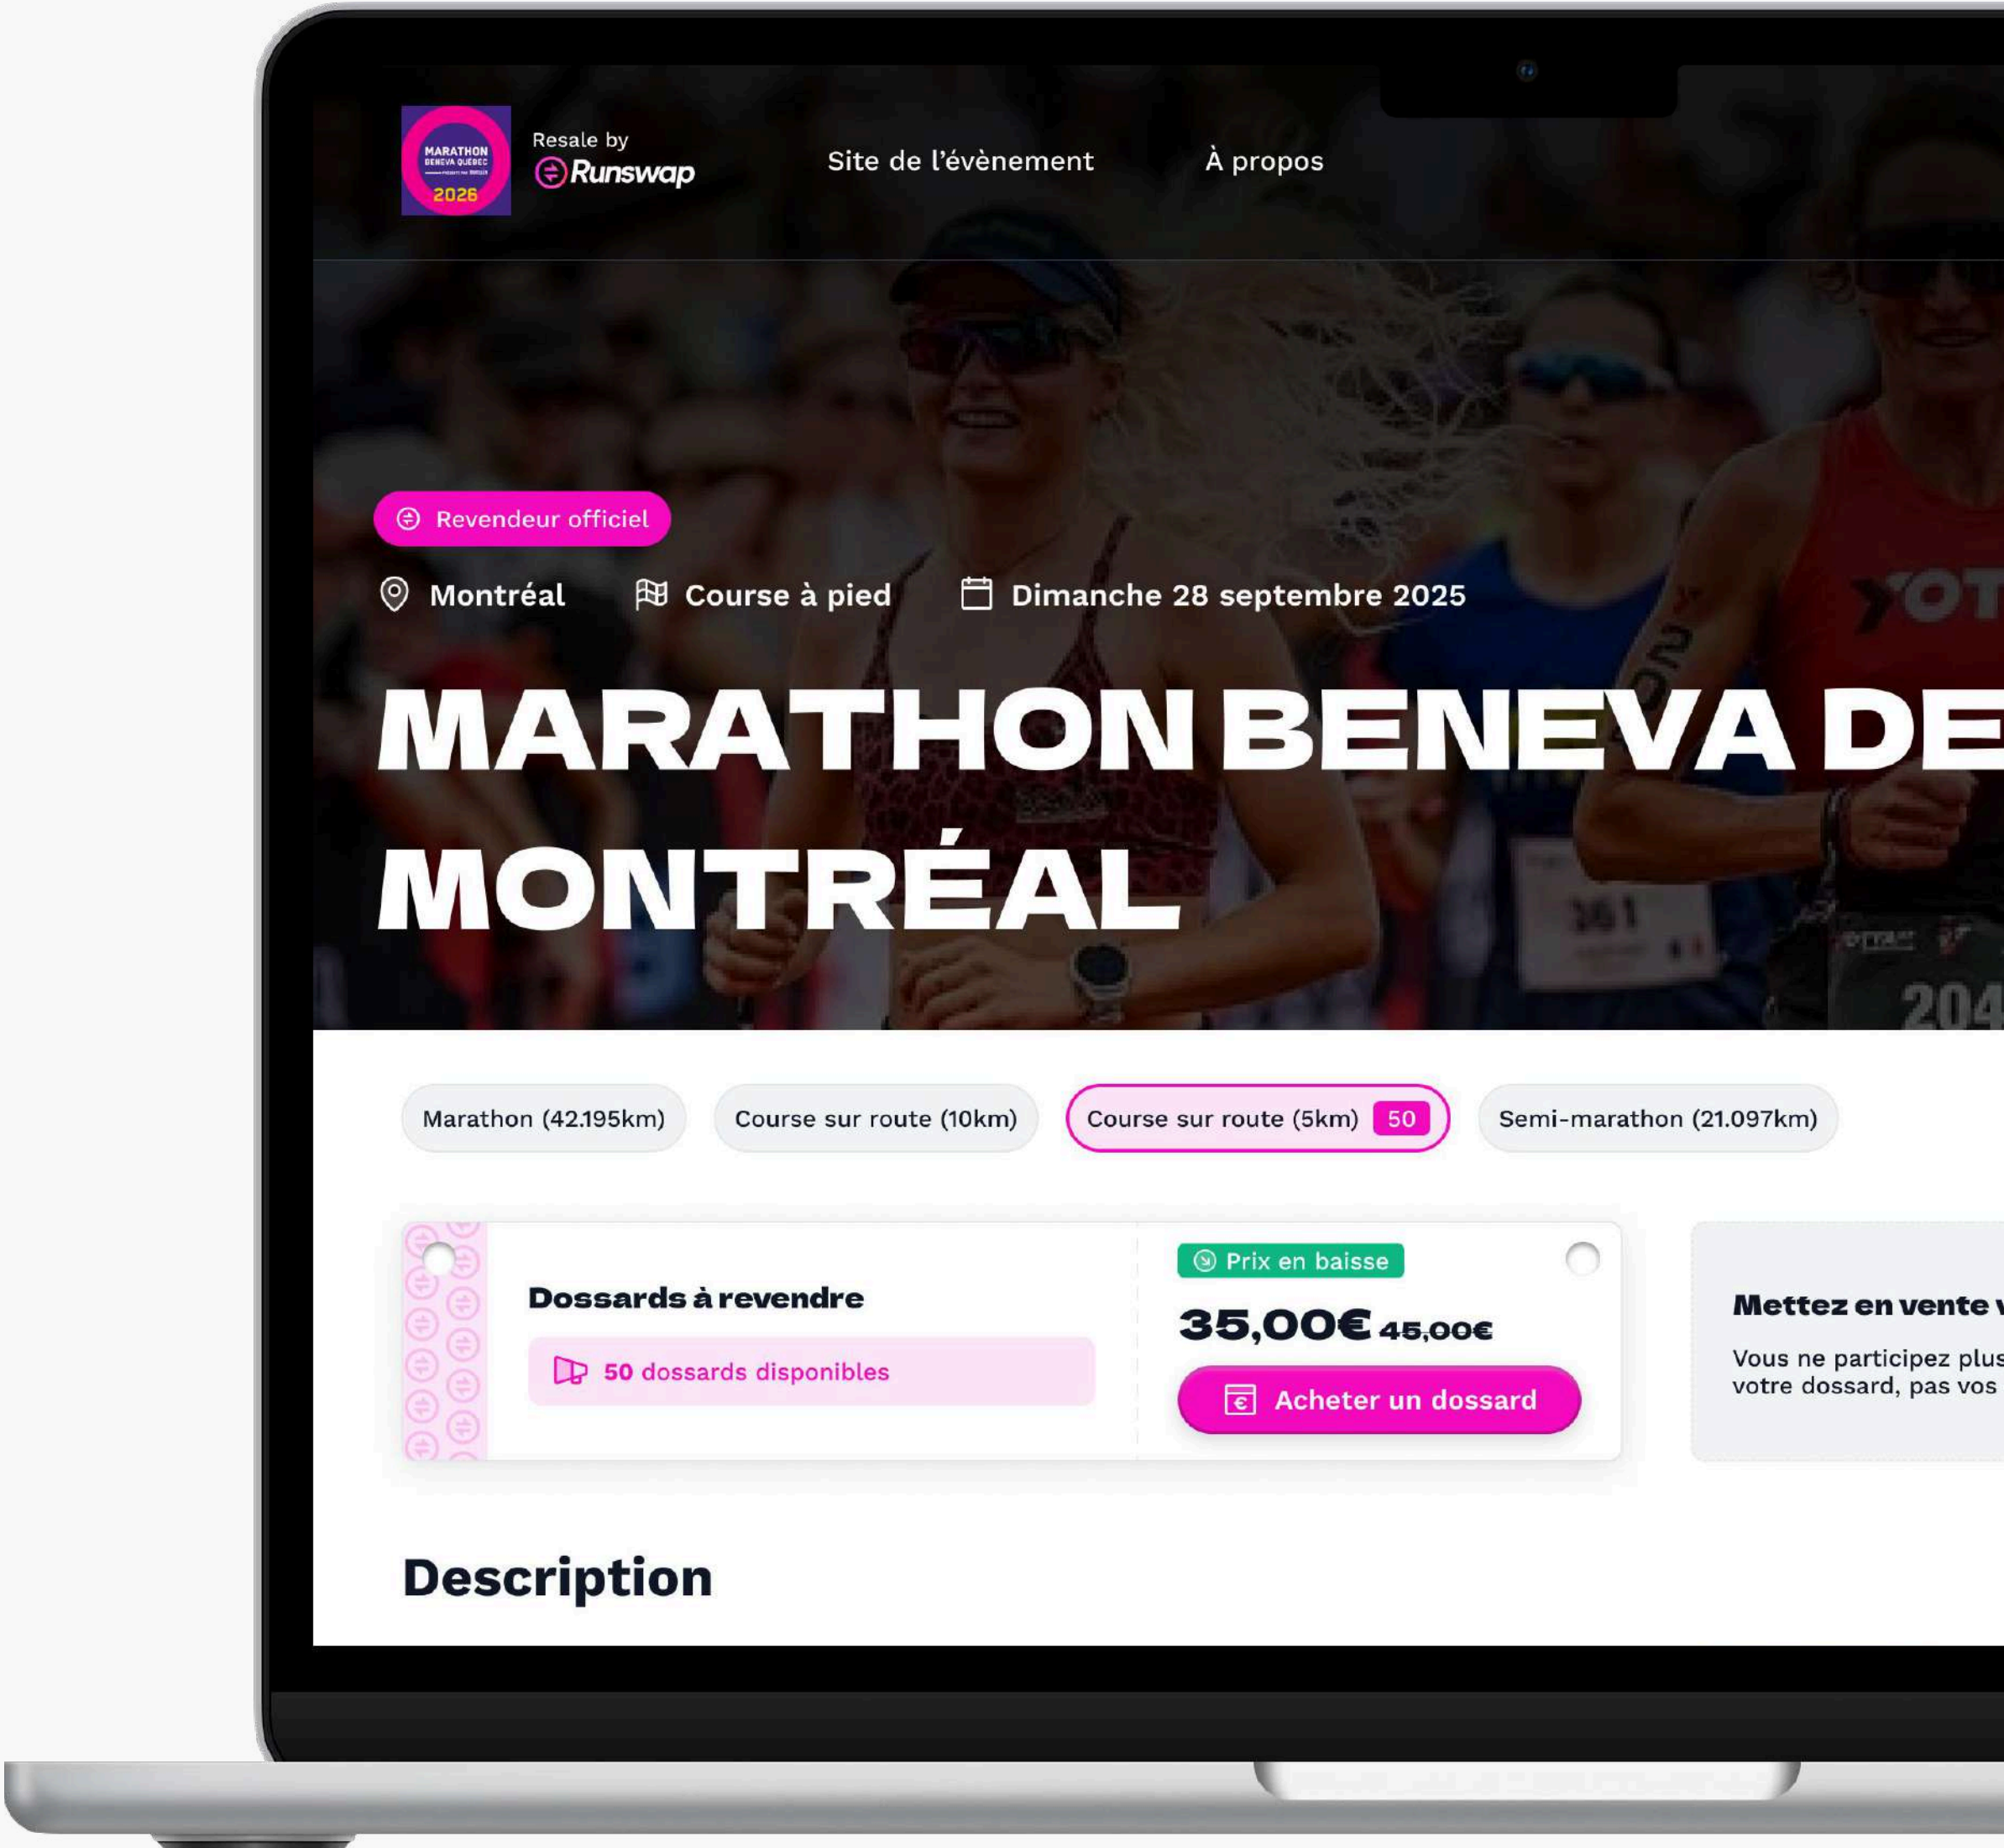 MARATHON
BENEVA QUÉBEC
2026
Resale by
Runswap
Site de l'évènement
À propos
Revendeur officiel
Montréal
Course à pied
Dimanche 28 septembre 2025
MARATHON BENEVA DE
MONTRÉAL
361
204
Marathon (42.195km)
Course sur route (10km)
Course sur route (5km) 50
Semi-marathon (21.097km)
Dossards à revendre
50 dossards disponibles
Prix en baisse
35,00€ 45,00€
Acheter un dossard
Mettez en vente v
Vous ne participez plus
votre dossard, pas vos
Description